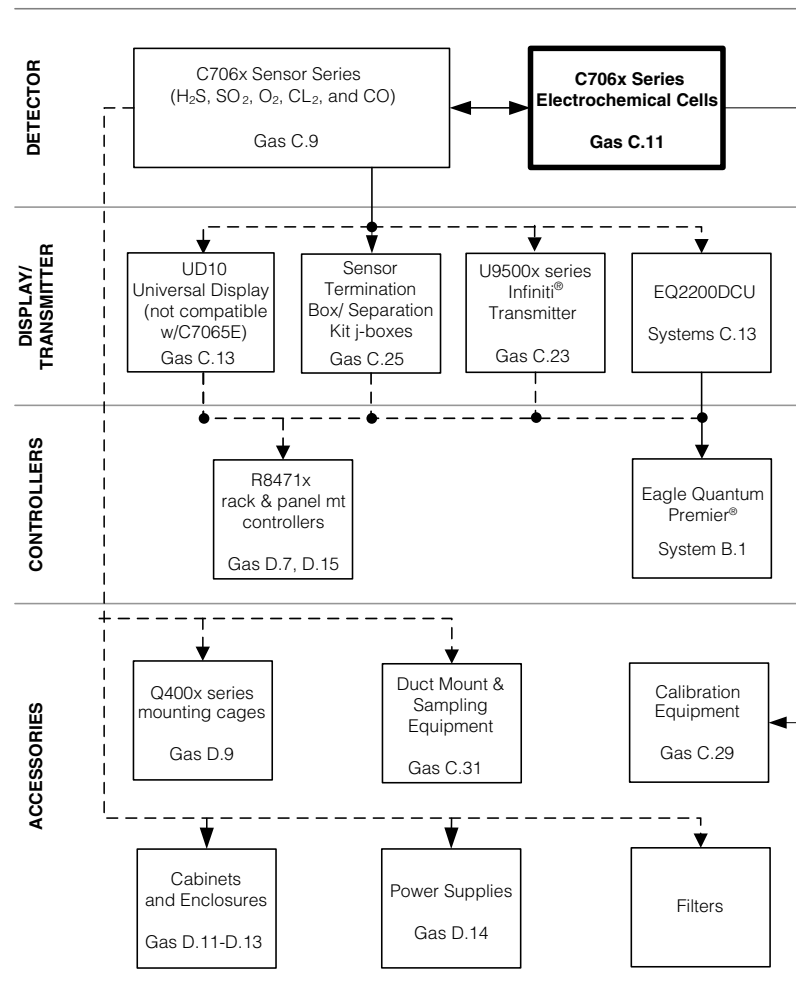 DETECTOR
C706x Sensor Series
(H₂S, SO₂, O₂, CL₂, and CO)
Gas C.9
C706x Series
Electrochemical Cells
Gas C.11
DISPLAY/
TRANSMITTER
UD10
Universal Display
(not compatible
w/C7065E)
Gas C.13
Sensor
Termination
Box/ Separation
Kit j-boxes
Gas C.25
U9500x series
Infiniti®
Transmitter
Gas C.23
EQ2200DCU
Systems C.13
CONTROLLERS
R8471x
rack & panel mt
controllers
Gas D.7, D.15
Eagle Quantum
Premier®
System B.1
ACCESSORIES
Q400x series
mounting cages
Gas D.9
Duct Mount &
Sampling
Equipment
Gas C.31
Calibration
Equipment
Gas C.29
Cabinets
and Enclosures
Gas D.11-D.13
Power Supplies
Gas D.14
Filters